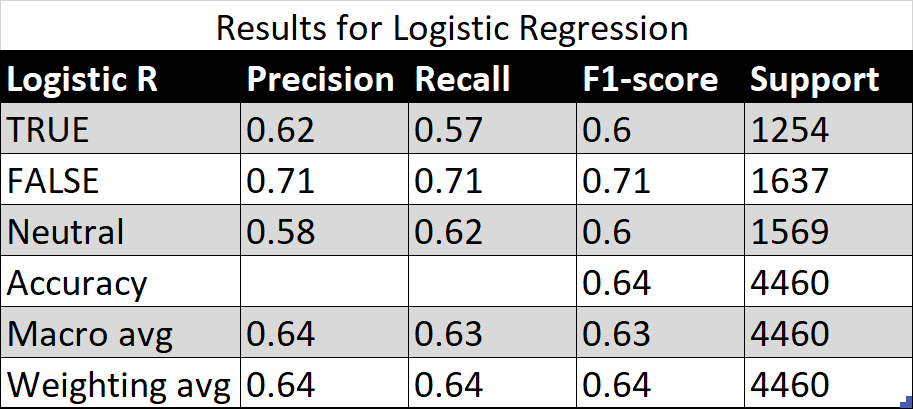 Results for Logistic Regression
Logistic R Precision Recall F1-score Support
TRUE 0.62 0.57 0.6 1254
FALSE 0.71 0.71 0.71 1637
Neutral 0.58 0.62 0.6 1569
Accuracy 0.64 4460
Macro avg 0.64 0.63 0.63 4460
Weighting avg 0.64 0.64 0.64 4460